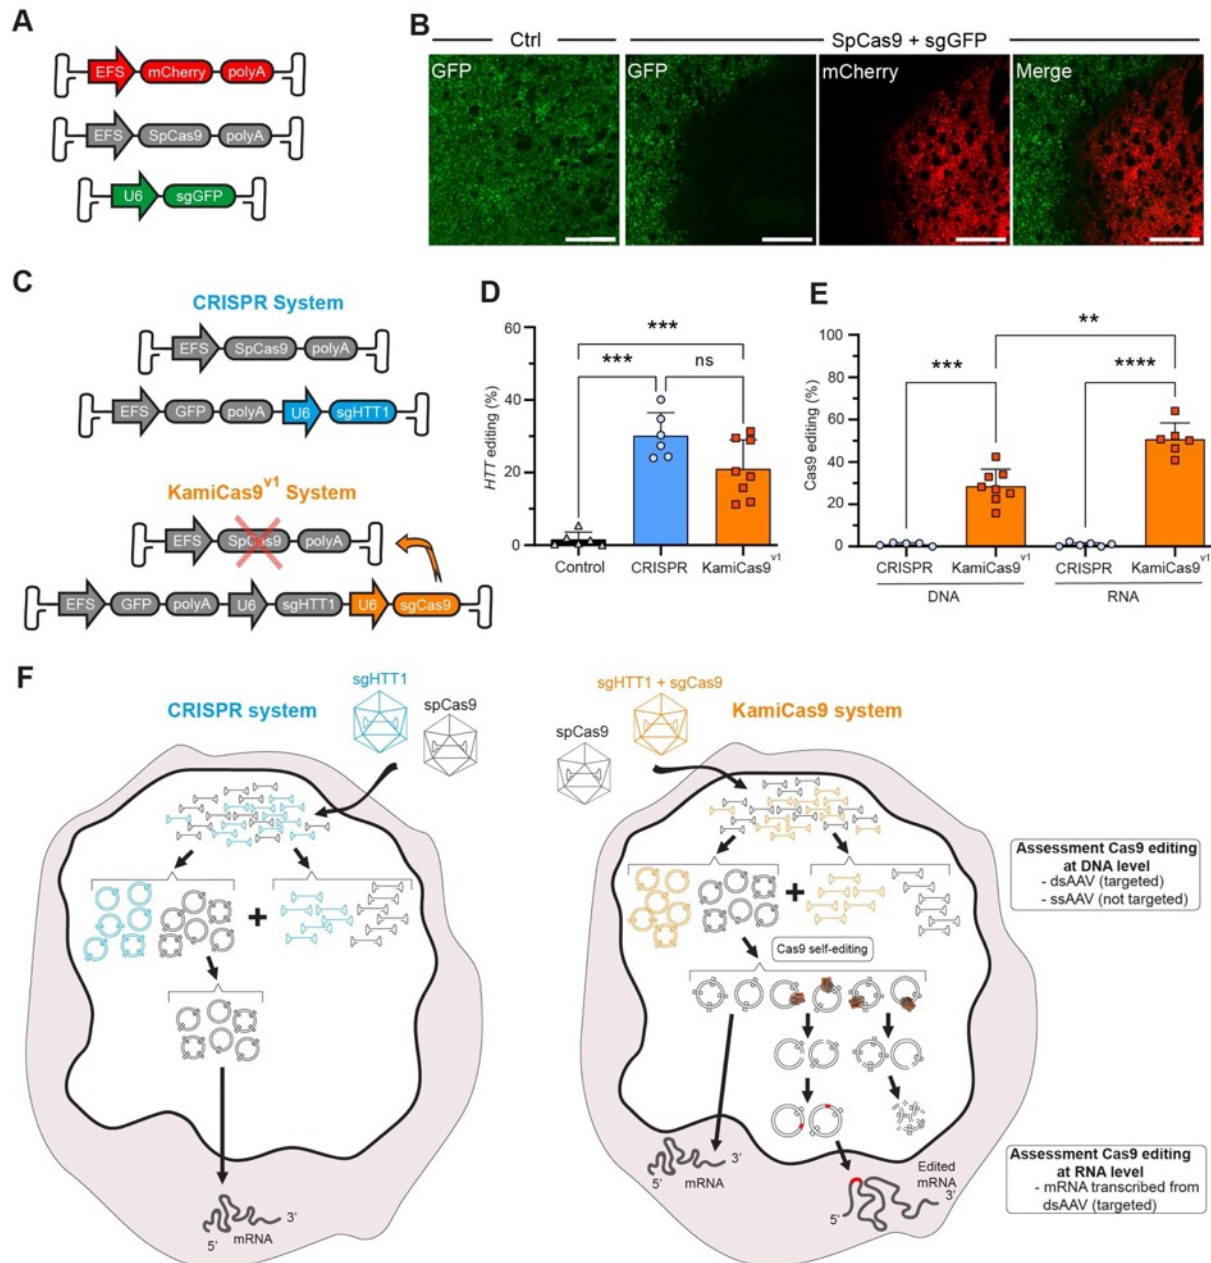 A
EFS mCherry polyA
EFS SpCas9 polyA
U6 sgGFP
B
Ctrl SpCas9 + sgGFP
GFP GFP mCherry Merge
C
CRISPR System
EFS SpCas9 polyA
EFS GFP polyA U6 sgHTT1
KamiCas9v1 System
EFS SpCas9 polyA
EFS GFP polyA U6 sgHTT1 U6 sgCas9
D
HTT editing (%)
60
40
20
0
***
*** ns
Control CRISPR KamiCas9v1
E
Cas9 editing (%)
100
80
60
40
20
0
**
*** ****
CRISPR KamiCas9v1 CRISPR KamiCas9v1
DNA RNA
F
CRISPR system
sgHTT1
spCas9
+
5' mRNA 3'
KamiCas9 system
sgHTT1 + sgCas9
spCas9
+
Cas9 self-editing
5' mRNA 3'
Edited
mRNA
5' 3'
Assessment Cas9 editing
at DNA level
- dsAAV (targeted)
- ssAAV (not targeted)
Assessment Cas9 editing
at RNA level
- mRNA transcribed from
dsAAV (targeted)